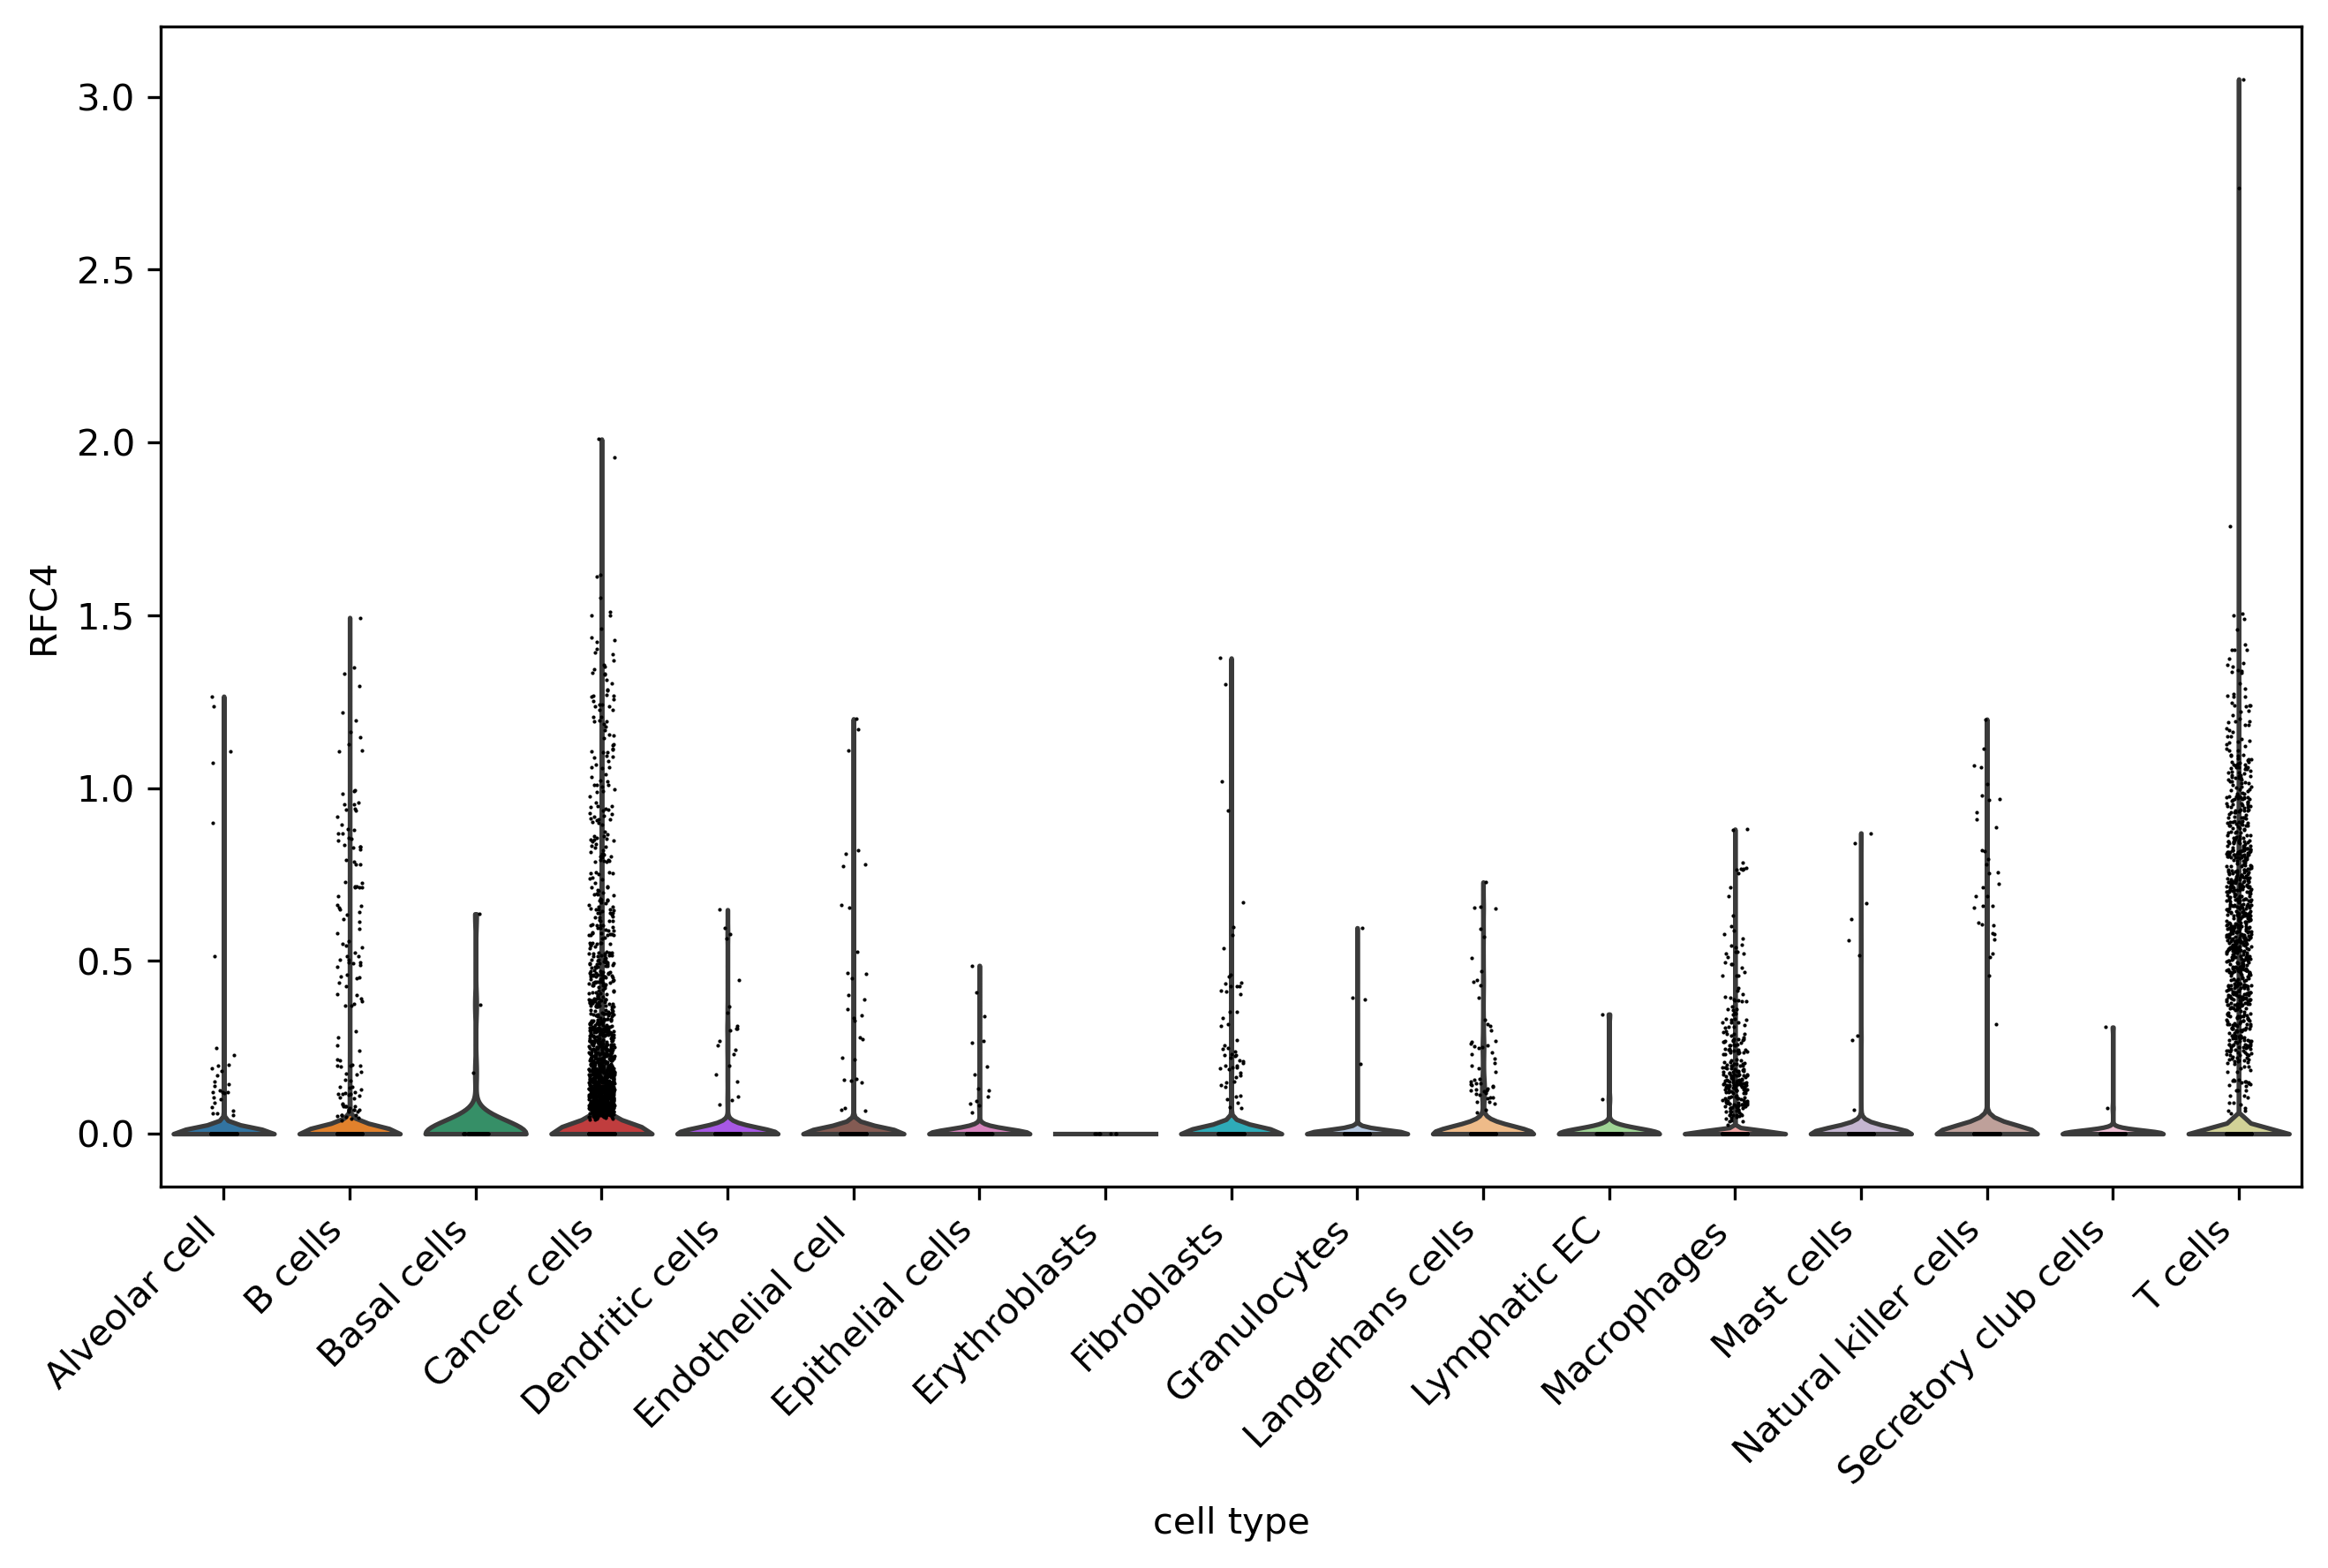 RFC4
3.0
2.5
2.0
1.5
1.0
0.5
0.0
Alveolar cell
B cells
Basal cells
Cancer cells
Dendritic cells
Endothelial cell
Epithelial cells
Erythroblasts
Fibroblasts
Granulocytes
Langerhans cells
Lymphatic EC
Macrophages
Mast cells
Natural killer cells
Secretory club cells
T cells
cell type